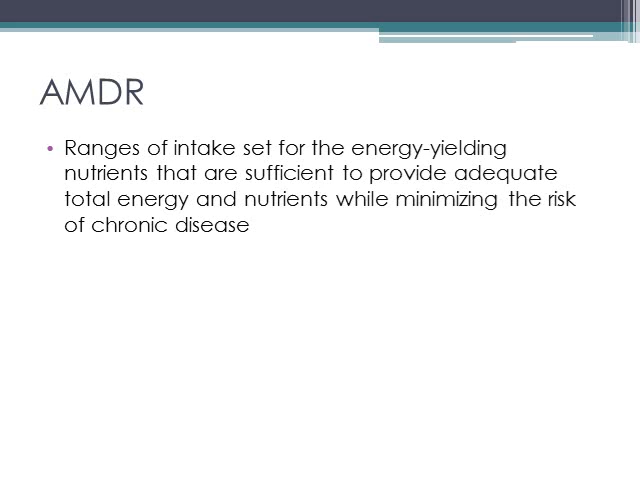 AMDR
• Ranges of intake set for the energy-yielding
nutrients that are sufficient to provide adequate
total energy and nutrients while minimizing the risk
of chronic disease